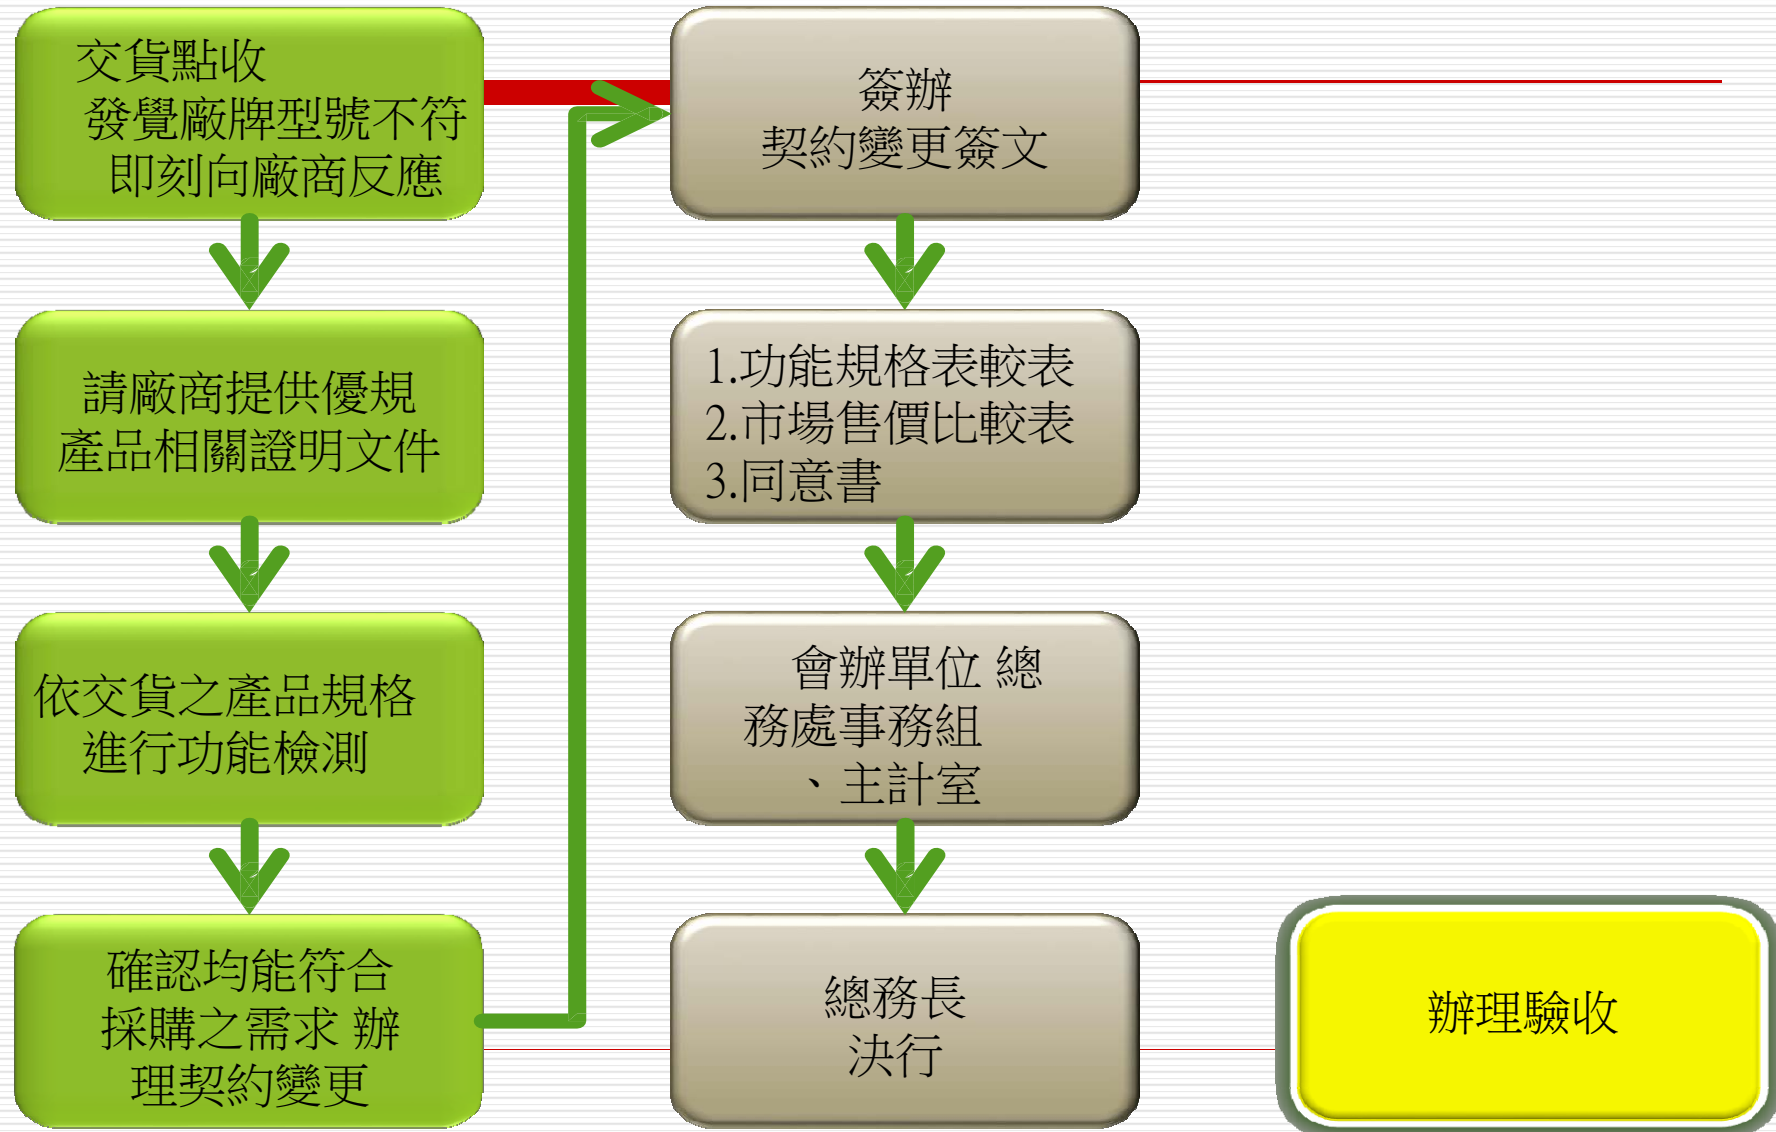 交貨點收
發覺廠牌型號不符
即刻向廠商反應
請廠商提供優規
產品相關證明文件
依交貨之產品規格
進行功能檢測
確認均能符合
採購之需求 辦
理契約變更
簽辦
契約變更簽文
1.功能規格表較表
2.市場售價比較表
3.同意書
會辦單位 總
務處事務組
、主計室
總務長
決行
辦理驗收